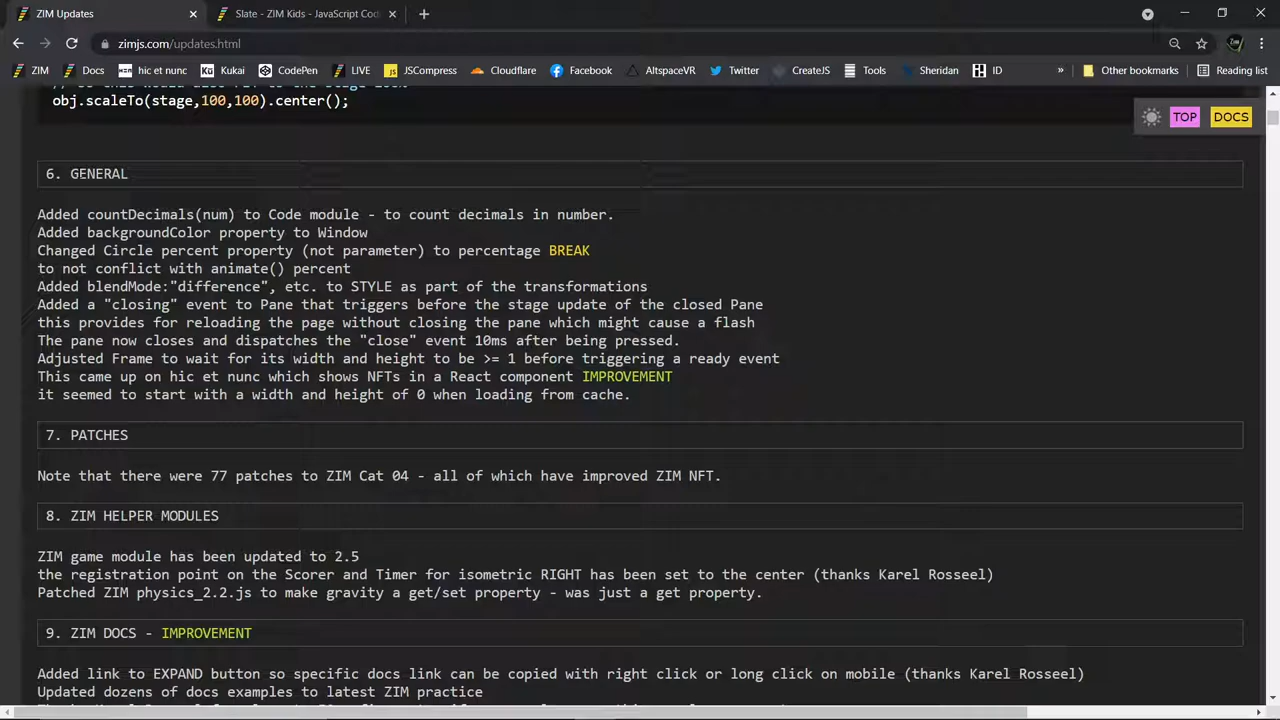 ZIM Updates
Slate - ZIM Kids - JavaScript Cod
zimjs.com/updates.html
ZIM
Docs
hic et nunc
Kukai
CodePen
LIVE
JSCompress
Cloudflare
Facebook
AltspaceVR
Twitter
CreateJS
Tools
Sheridan
ID
»
Other bookmarks
Reading list
obj.scaleTo(stage,100,100).center();
TOP
DOCS
6. GENERAL
Added countDecimals(num) to Code module - to count decimals in number.
Added backgroundColor property to Window
Changed Circle percent property (not parameter) to percentage BREAK
to not conflict with animate() percent
Added blendMode:"difference", etc. to STYLE as part of the transformations
Added a "closing" event to Pane that triggers before the stage update of the closed Pane
this provides for reloading the page without closing the pane which might cause a flash
The pane now closes and dispatches the "close" event 10ms after being pressed.
Adjusted Frame to wait for its width and height to be >= 1 before triggering a ready event
This came up on hic et nunc which shows NFTs in a React component IMPROVEMENT
it seemed to start with a width and height of 0 when loading from cache.
7. PATCHES
Note that there were 77 patches to ZIM Cat 04 - all of which have improved ZIM NFT.
8. ZIM HELPER MODULES
ZIM game module has been updated to 2.5
the registration point on the Scorer and Timer for isometric RIGHT has been set to the center (thanks Karel Rosseel)
Patched ZIM physics_2.2.js to make gravity a get/set property - was just a get property.
9. ZIM DOCS - IMPROVEMENT
Added link to EXPAND button so specific docs link can be copied with right click or long click on mobile (thanks Karel Rosseel)
Updated dozens of docs examples to latest ZIM practice